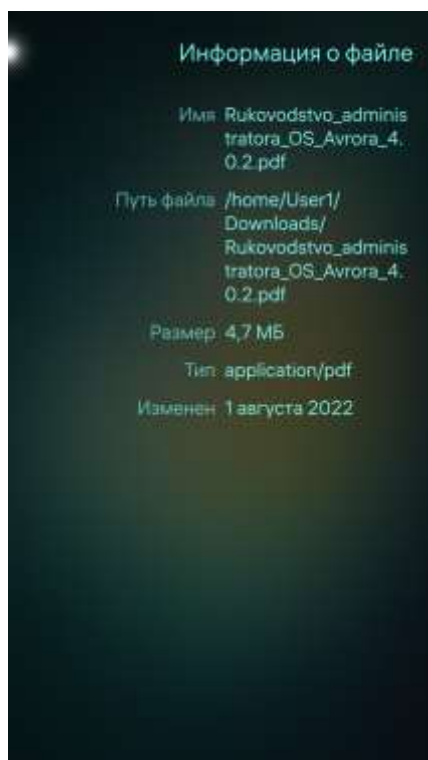 Информация о файле
Имя Rukovodstvo_adminis
tratora_OS_Avrora_4.
0.2.pdf
Путь файла /home/User1/
Downloads/
Rukovodstvo_adminis
tratora_OS_Avrora_4.
0.2.pdf
Размер 4,7 МБ
Тип application/pdf
Изменен 1 августа 2022